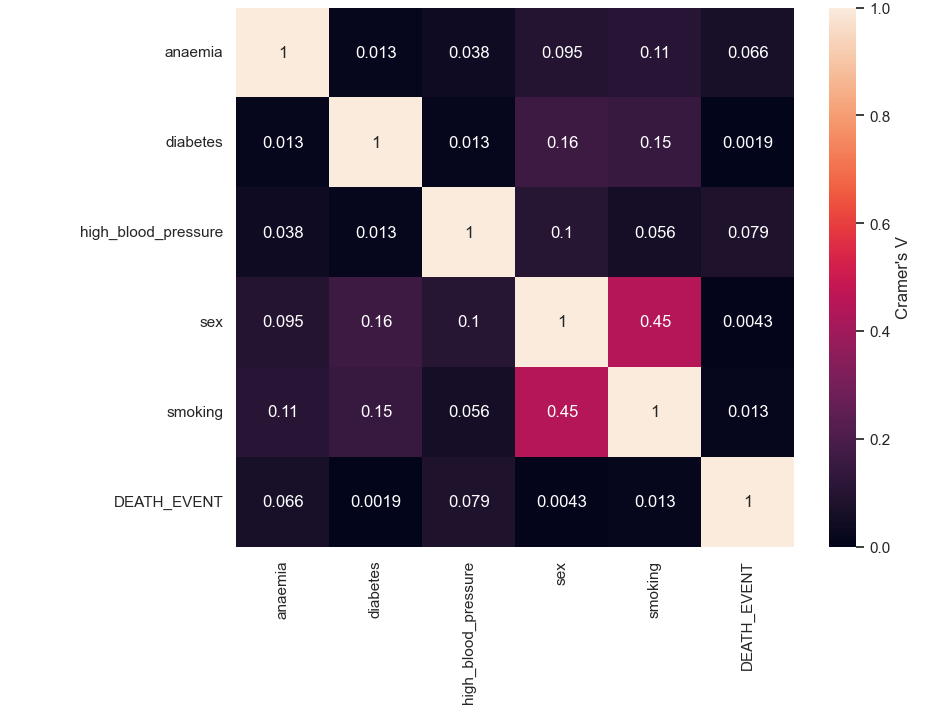 anaemia 1 0.013 0.038 0.095 0.11 0.066
diabetes 0.013 1 0.013 0.16 0.15 0.0019
high_blood_pressure 0.038 0.013 1 0.1 0.056 0.079
sex 0.095 0.16 0.1 1 0.45 0.0043
smoking 0.11 0.15 0.056 0.45 1 0.013
DEATH_EVENT 0.066 0.0019 0.079 0.0043 0.013 1
anaemia
diabetes
high_blood_pressure
sex
smoking
DEATH_EVENT
1.0
0.8
0.6
0.4
0.2
0.0
Cramer's V